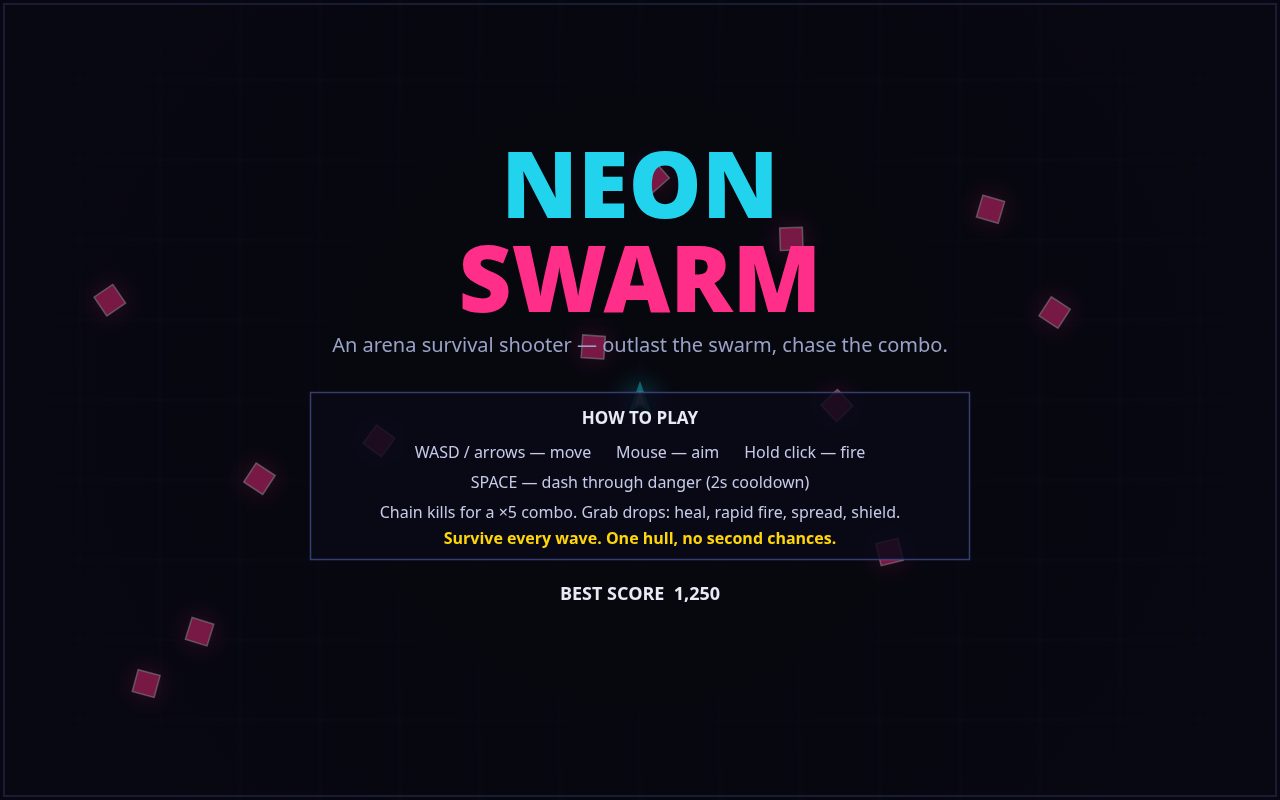 NEON
SWARM
An arena survival shooter — outlast the swarm, chase the combo.
HOW TO PLAY
WASD / arrows — move Mouse — aim Hold click — fire
SPACE — dash through danger (2s cooldown)
Chain kills for a ×5 combo. Grab drops: heal, rapid fire, spread, shield.
Survive every wave. One hull, no second chances.
BEST SCORE 1,250